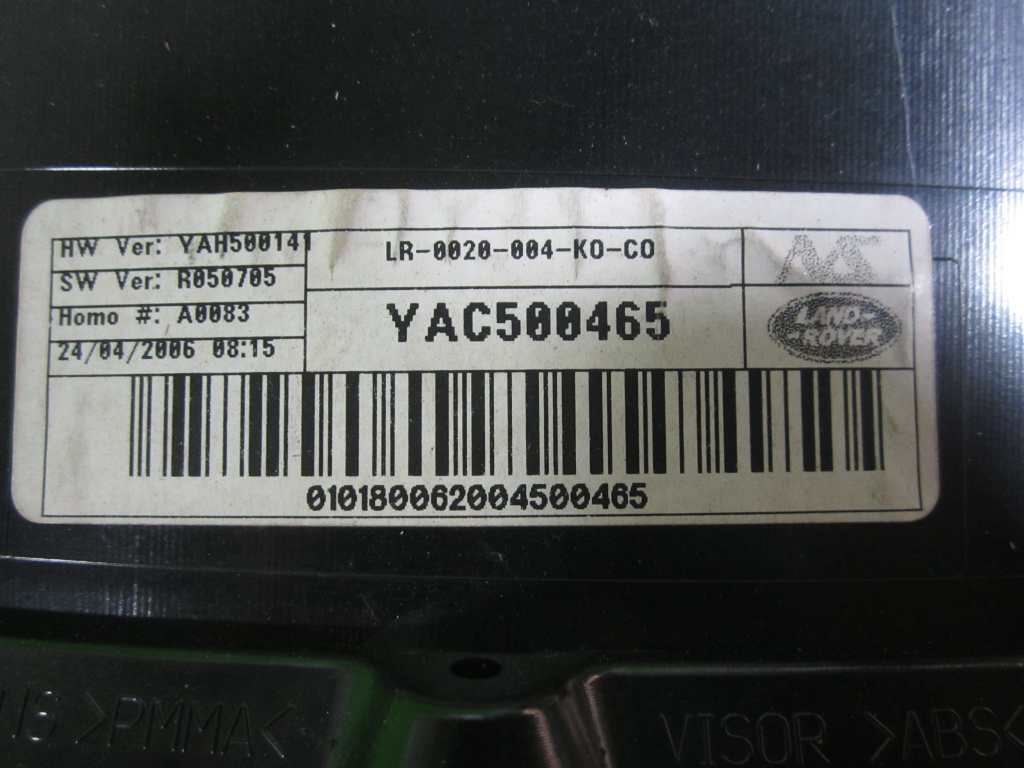 HW Ver: YAH500141
SW Ver: R050705
Homo #: A0083
24/04/2006 08:15
LR-0020-004-KO-CO
YAC500465
LAND-
-ROVER
010180062004500465
>PMMA<
VISOR >ABS<